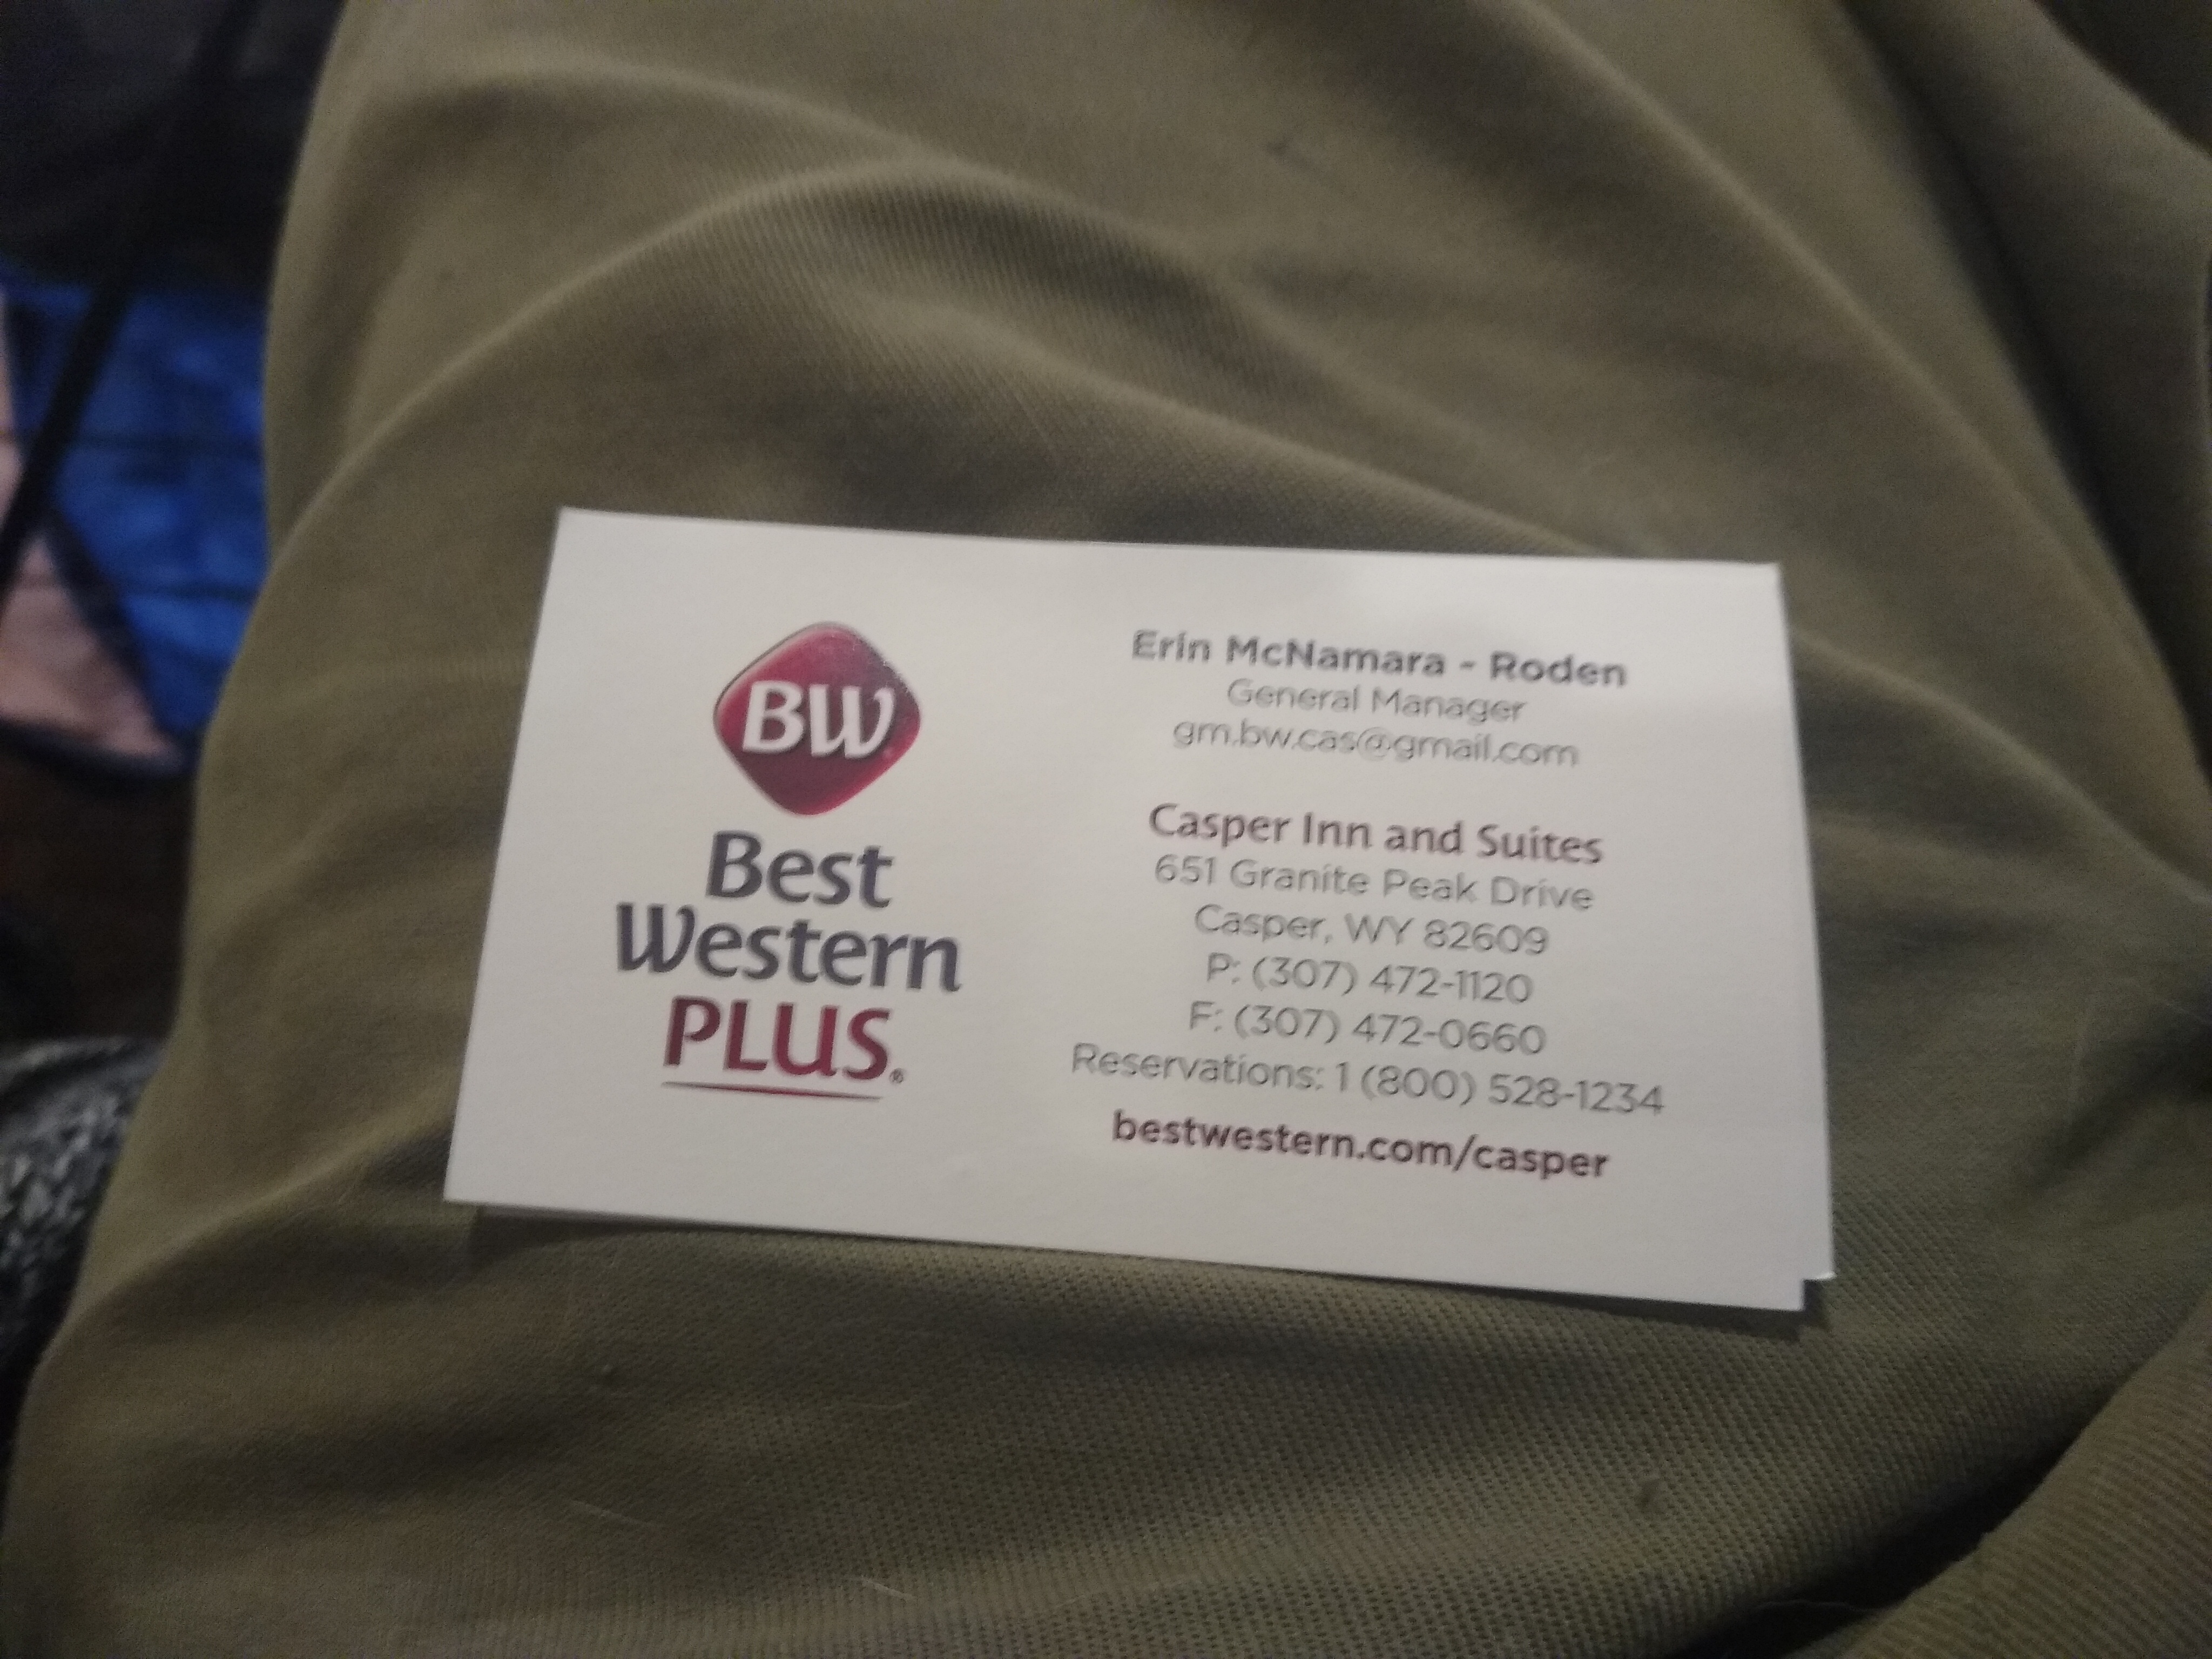 BW
Best
Western
PLUS®
Erin McNamara - Roden
General Manager
gm.bw.cas@gmail.com
Casper Inn and Suites
651 Granite Peak Drive
Casper, WY 82609
P: (307) 472-1120
F: (307) 472-0660
Reservations: 1 (800) 528-1234
bestwestern.com/casper